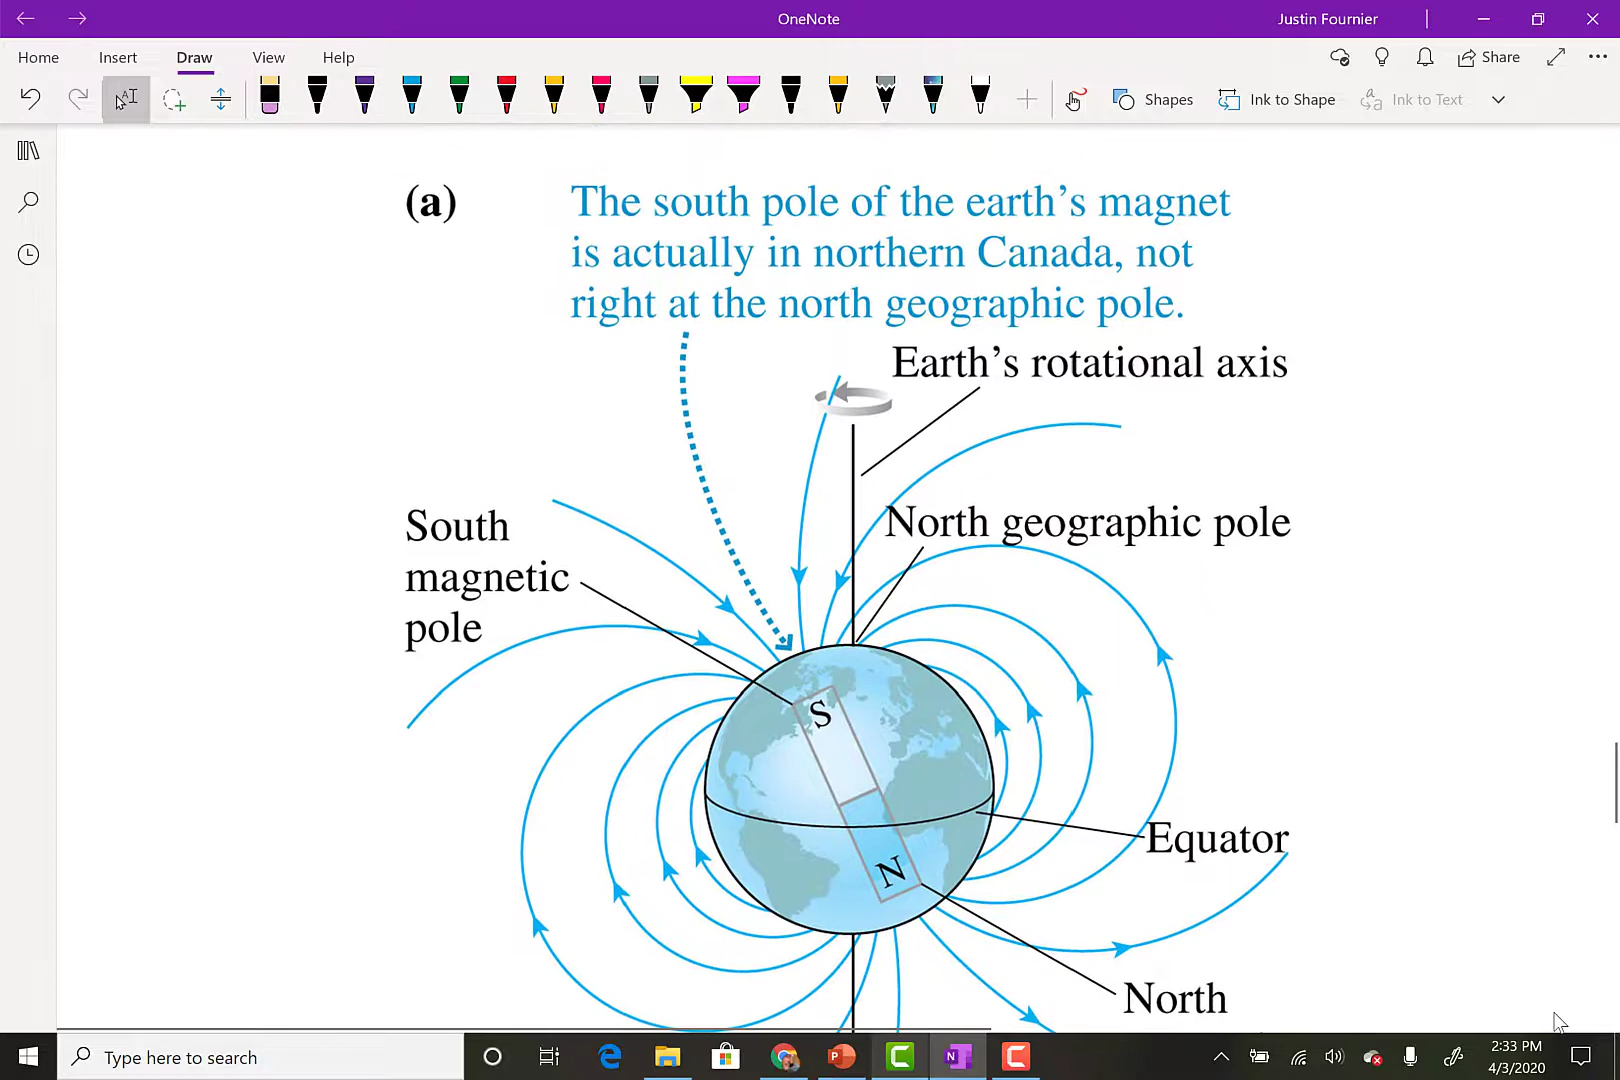 OneNote
Justin Fournier
Home Insert Draw View Help
Share
Shapes Ink to Shape Ink to Text
(a) The south pole of the earth's magnet
is actually in northern Canada, not
right at the north geographic pole.
Earth's rotational axis
North geographic pole
South
magnetic
pole
S
Equator
N
North
Type here to search
2:33 PM
4/3/2020